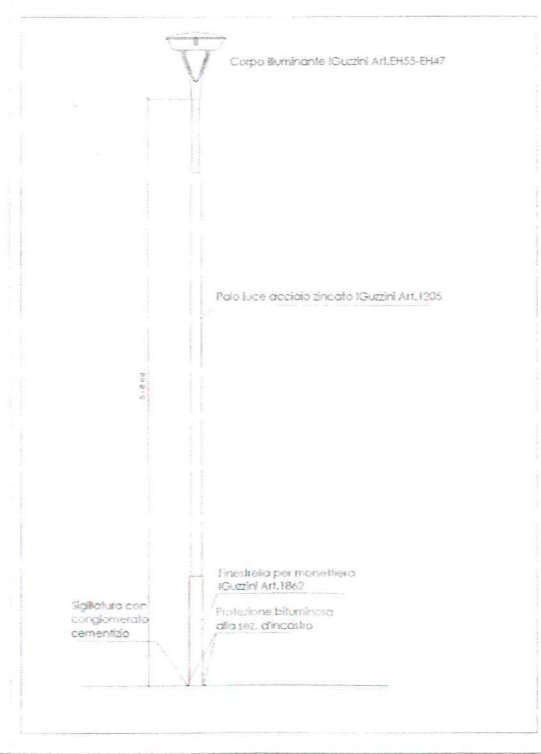 Corpo illuminante IGuzzini Art.EH55-EH47
Palo luce acciaio zincato IGuzzini Art.1205
Finestrella per morsettiera
IGuzzini Art.1862
Sigillatura con
conglomerato
cementizio
Protezione bituminosa
alla sez. d'incastro